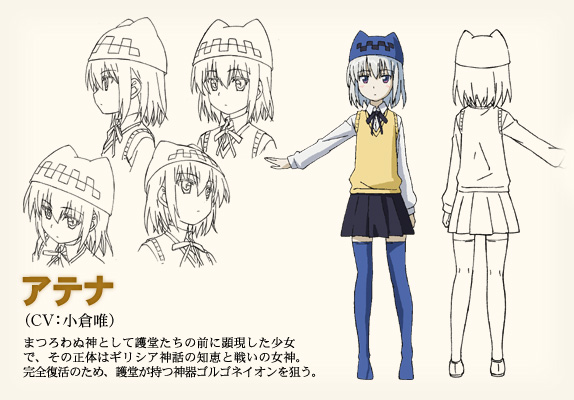 アテナ
(CV:小倉唯)
まつろわぬ神として護堂たちの前に顕現した少女
で、その正体はギリシア神話の知恵と戦いの女神。
完全復活のため、護堂が持つ神器ゴルゴネイオンを狙う。